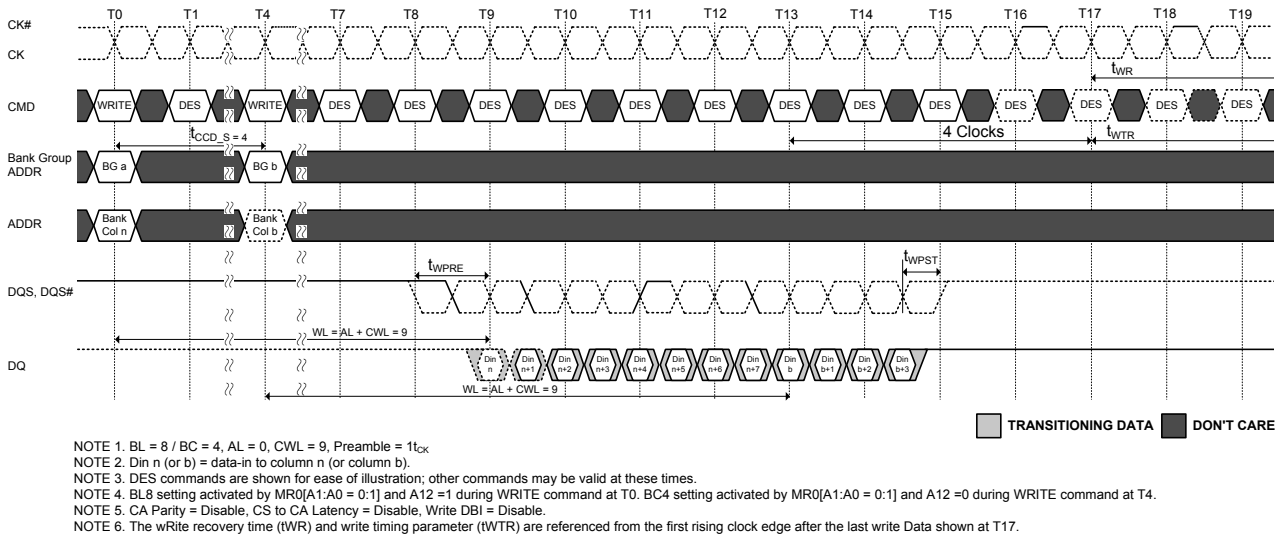 T0 T1 T4 T7 T8 T9 T10 T11 T12 T13 T14 T15 T16 T17 T18 T19
CK#
CK
tWR
CMD WRITE DES WRITE DES DES DES DES DES DES DES DES DES DES DES DES DES
tCCD_S = 4
4 Clocks
tWTR
Bank Group
ADDR
BG a BG b
ADDR
Bank
Col n
Bank
Col b
tWPRE
tWPST
DQS, DQS#
WL = AL + CWL = 9
DQ
Din
n
Din
n+1
Din
n+2
Din
n+3
Din
n+4
Din
n+5
Din
n+6
Din
n+7
Din
b
Din
b+1
Din
b+2
Din
b+3
WL = AL + CWL = 9
TRANSITIONING DATA DON'T CARE
NOTE 1. BL = 8 / BC = 4, AL = 0, CWL = 9, Preamble = 1tCK
NOTE 2. Din n (or b) = data-in to column n (or column b).
NOTE 3. DES commands are shown for ease of illustration; other commands may be valid at these times.
NOTE 4. BL8 setting activated by MR0[A1:A0 = 0:1] and A12 =1 during WRITE command at T0. BC4 setting activated by MR0[A1:A0 = 0:1] and A12 =0 during WRITE command at T4.
NOTE 5. CA Parity = Disable, CS to CA Latency = Disable, Write DBI = Disable.
NOTE 6. The wRite recovery time (tWR) and write timing parameter (tWTR) are referenced from the first rising clock edge after the last write Data shown at T17.